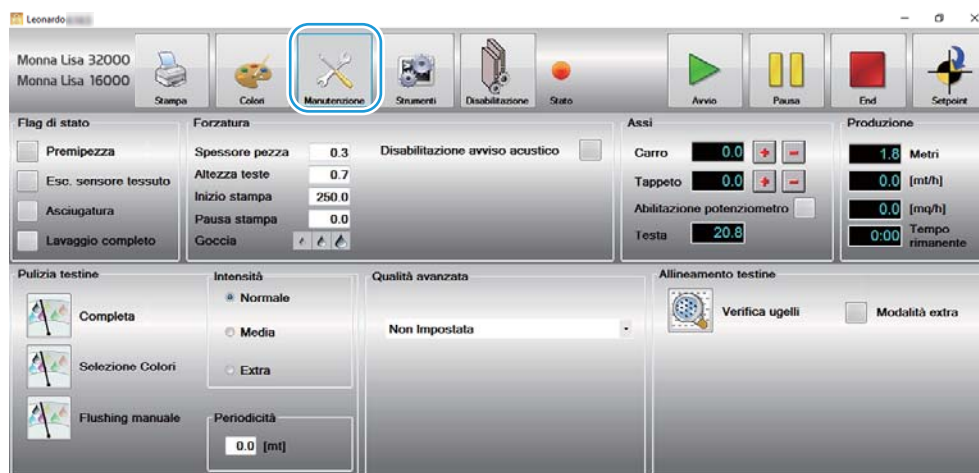 Leonardo
Monna Lisa 32000
Monna Lisa 16000
Stampa
Colori
Manutenzione
Strumenti
Disabilitazione
Stato
Avvio
Pausa
End
Setpoint
Flag di stato
Premipezza
Esc. sensore tessuto
Asciugatura
Lavaggio completo
Forzatura
Spessore pezza 0.3
Altezza teste 0.7
Inizio stampa 250.0
Pausa stampa 0.0
Goccia
Disabilitazione avviso acustico
Assi
Carro 0.0
Tappeto 0.0
Abilitazione potenziometro
Testa 20.8
Produzione
1.8 Metri
0.0 [mt/h]
0.0 [mq/h]
0:00 Tempo rimanente
Pulizia testine
Completa
Selezione Colori
Flushing manuale
Intensità
Normale
Media
Extra
Periodicità
0.0 [mt]
Qualità avanzata
Non Impostata
Allineamento testine
Verifica ugelli
Modalità extra